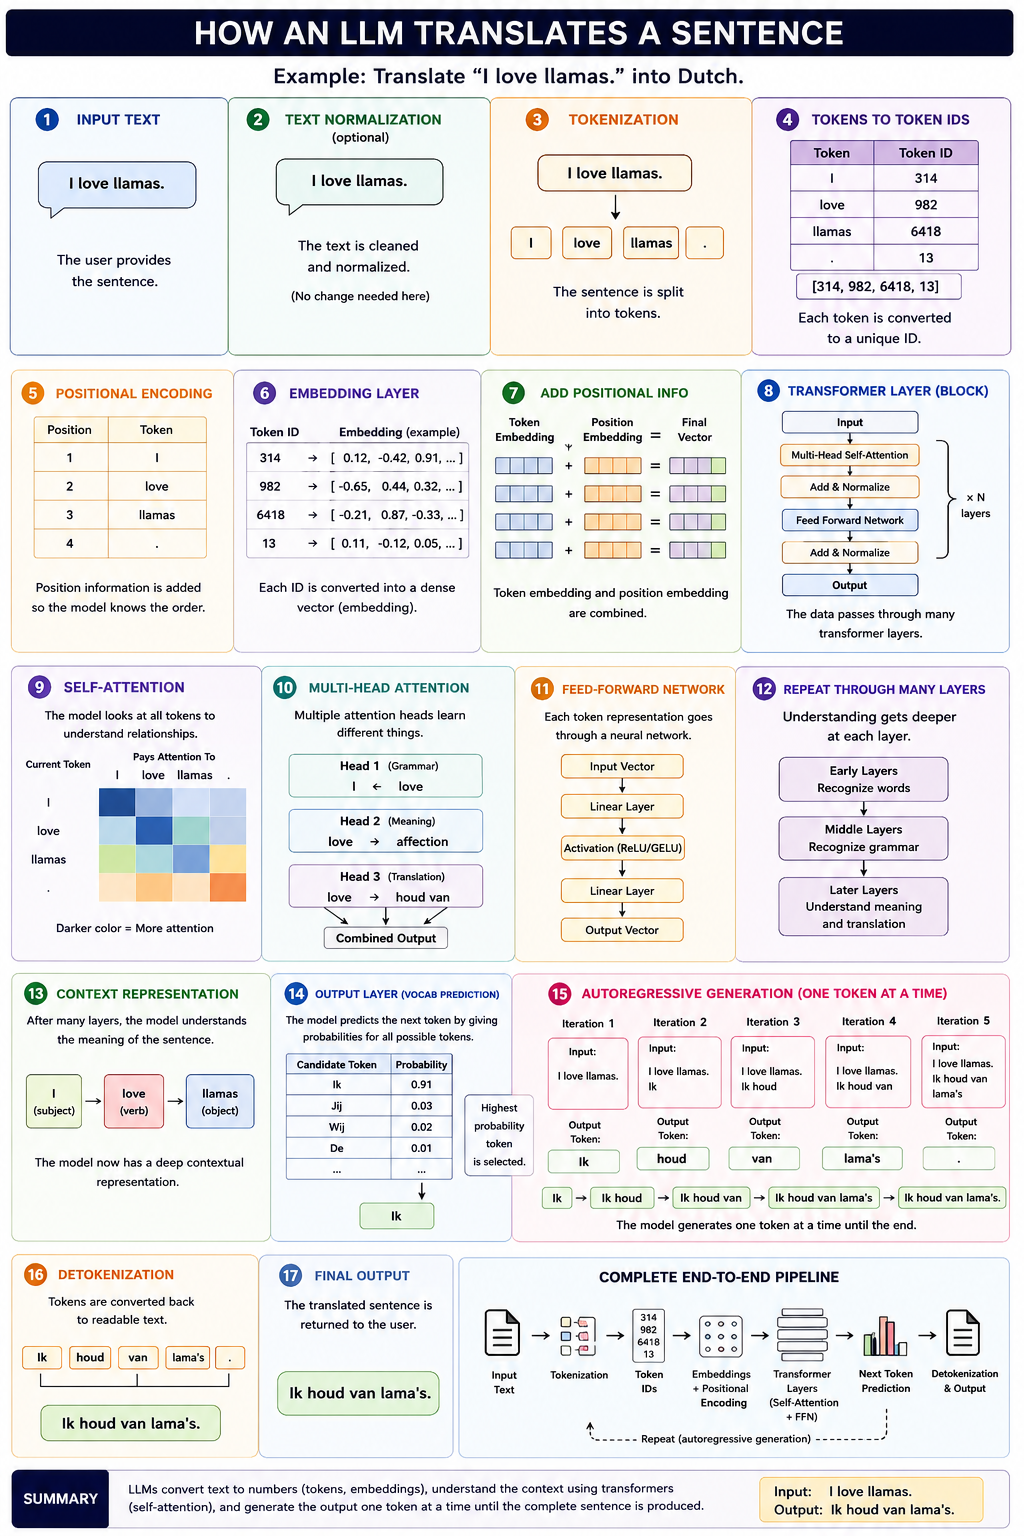 HOW AN LLM TRANSLATES A SENTENCE
Example: Translate “I love llamas.” into Dutch.
1 INPUT TEXT
I love llamas.
The user provides
the sentence.
2 TEXT NORMALIZATION
(optional)
I love llamas.
The text is cleaned
and normalized.
(No change needed here)
3 TOKENIZATION
I love llamas.
I love llamas .
The sentence is split
into tokens.
4 TOKENS TO TOKEN IDS
Token Token ID
I 314
love 982
llamas 6418
. 13
[314, 982, 6418, 13]
Each token is converted
to a unique ID.
5 POSITIONAL ENCODING
Position Token
1 I
2 love
3 llamas
4 .
Position information is added
so the model knows the order.
6 EMBEDDING LAYER
Token ID Embedding (example)
314 → [ 0.12, -0.42, 0.91, ... ]
982 → [ -0.65, 0.44, 0.32, ... ]
6418 → [ -0.21, 0.87, -0.33, ... ]
13 → [ 0.11, -0.12, 0.05, ... ]
Each ID is converted into a dense
vector (embedding).
7 ADD POSITIONAL INFO
Token Position Final
Embedding Embedding = Vector
+ =
+ =
+ =
+ =
Token embedding and position embedding
are combined.
8 TRANSFORMER LAYER (BLOCK)
Input
Multi-Head Self-Attention
Add & Normalize
Feed Forward Network
Add & Normalize
Output
× N
layers
The data passes through many
transformer layers.
9 SELF-ATTENTION
The model looks at all tokens to
understand relationships.
Pays Attention To
Current Token
I love llamas .
I
love
llamas
.
Darker color = More attention
10 MULTI-HEAD ATTENTION
Multiple attention heads learn
different things.
Head 1 (Grammar)
I ← love
Head 2 (Meaning)
love → affection
Head 3 (Translation)
love → houd van
Combined Output
11 FEED-FORWARD NETWORK
Each token representation goes
through a neural network.
Input Vector
Linear Layer
Activation (ReLU/GELU)
Linear Layer
Output Vector
12 REPEAT THROUGH MANY LAYERS
Understanding gets deeper
at each layer.
Early Layers
Recognize words
Middle Layers
Recognize grammar
Later Layers
Understand meaning
and translation
13 CONTEXT REPRESENTATION
After many layers, the model understands
the meaning of the sentence.
I → love → llamas
(subject) (verb) (object)
The model now has a deep contextual
representation.
14 OUTPUT LAYER (VOCAB PREDICTION)
The model predicts the next token by giving
probabilities for all possible tokens.
Candidate Token Probability
Ik 0.91
Jij 0.03
Wij 0.02
De 0.01
... ...
Highest
probability
token
is selected.
Ik
15 AUTOREGRESSIVE GENERATION (ONE TOKEN AT A TIME)
Iteration 1
Input:
I love llamas.
Output
Token:
Ik
Iteration 2
Input:
I love llamas.
Ik
Output
Token:
houd
Iteration 3
Input:
I love llamas.
Ik houd
Output
Token:
van
Iteration 4
Input:
I love llamas.
Ik houd van
Output
Token:
lama's
Iteration 5
Input:
I love llamas.
Ik houd van
lama's
Output
Token:
.
Ik → Ik houd → Ik houd van → Ik houd van lama's → Ik houd van lama's.
The model generates one token at a time until the end.
16 DETOKENIZATION
Tokens are converted back
to readable text.
Ik houd van lama's .
Ik houd van lama's.
17 FINAL OUTPUT
The translated sentence is
returned to the user.
Ik houd van lama's.
COMPLETE END-TO-END PIPELINE
314
982
6418
13
Input
Text
Tokenization
Token
IDs
Embeddings
+ Positional
Encoding
Transformer
Layers
(Self-Attention
+ FFN)
Next Token
Prediction
Detokenization
& Output
Repeat (autoregressive generation)
SUMMARY
LLMs convert text to numbers (tokens, embeddings), understand the context using transformers
(self-attention), and generate the output one token at a time until the complete sentence is produced.
Input: I love llamas.
Output: Ik houd van lama's.